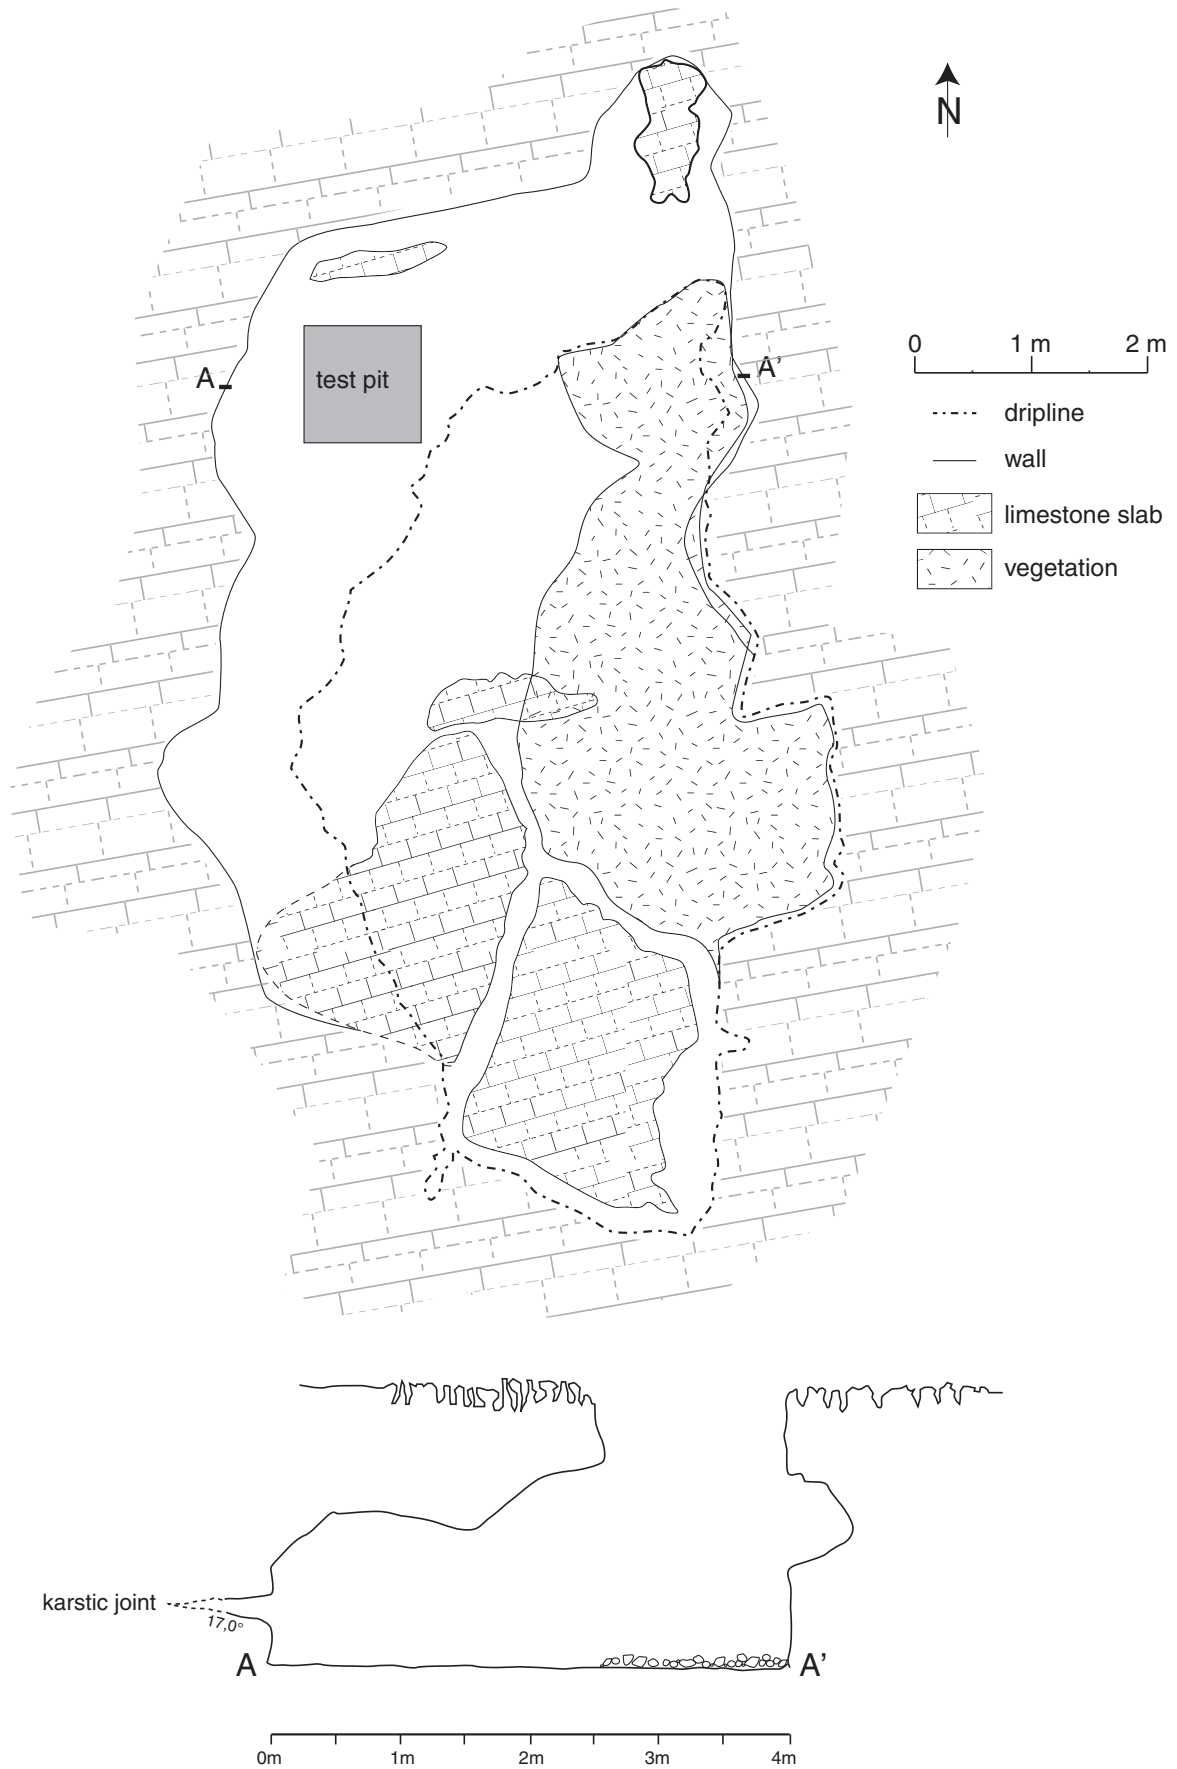 N
0 1 m 2 m
A
A’
test pit
dripline
wall
limestone slab
vegetation
karstic joint
17,0°
A
A’
0m 1m 2m 3m 4m